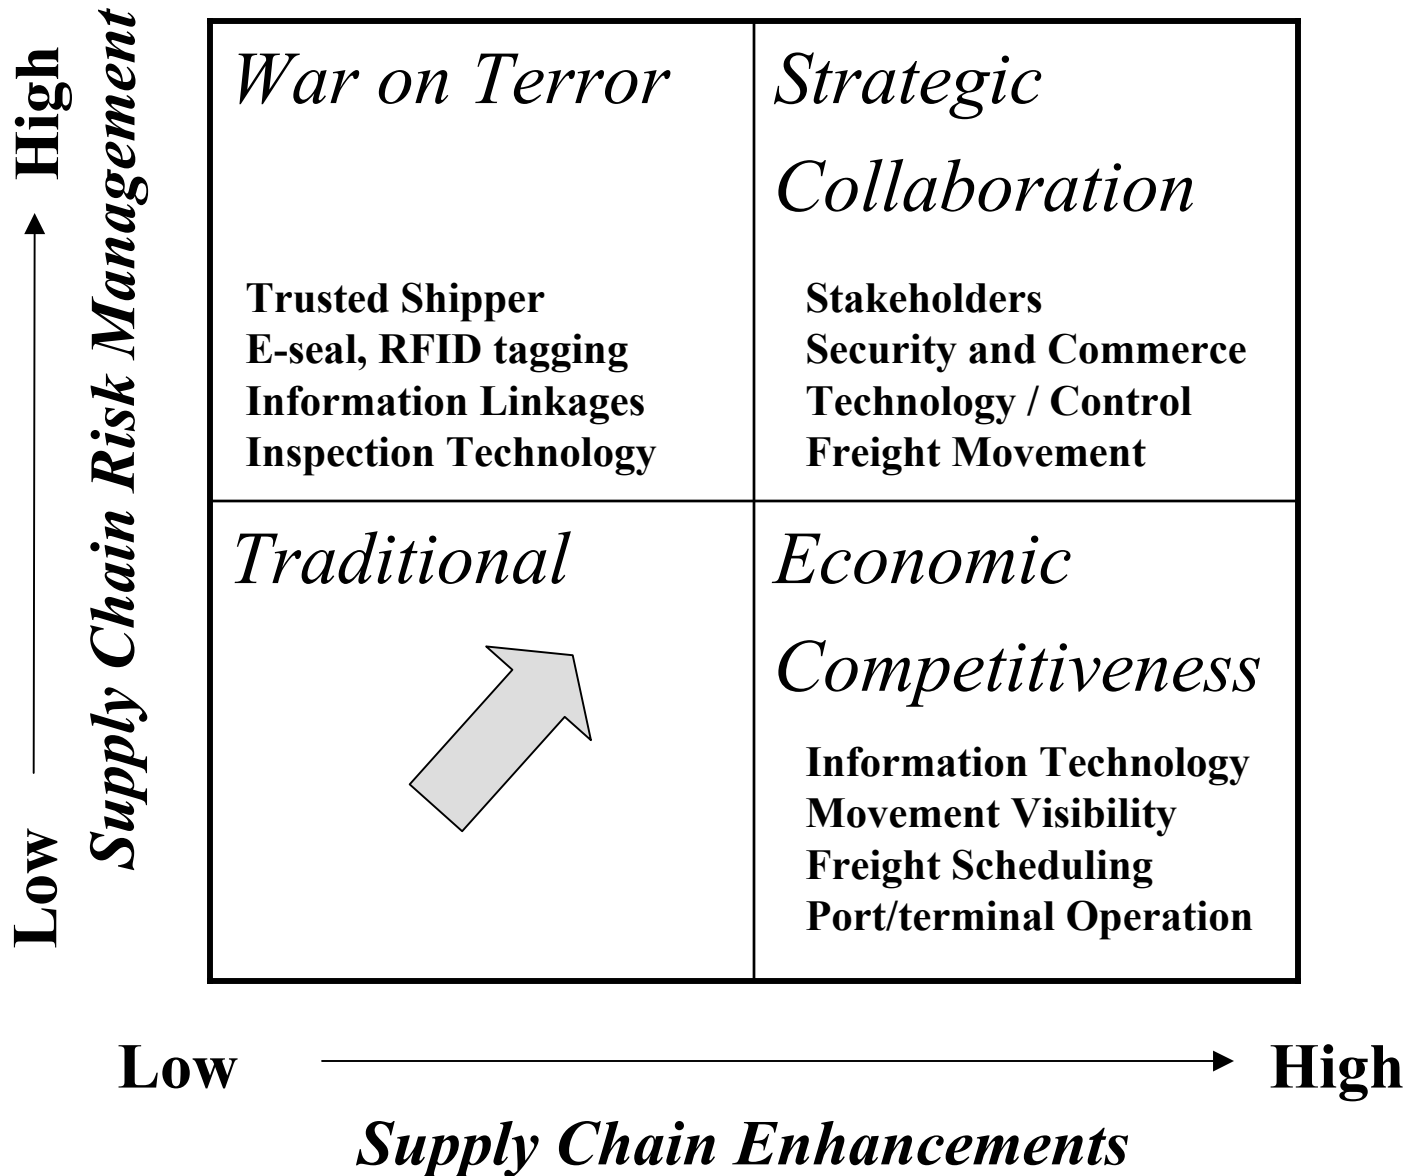 High
Supply Chain Risk Management
Low
War on Terror
Trusted Shipper
E-seal, RFID tagging
Information Linkages
Inspection Technology
Strategic
Collaboration
Stakeholders
Security and Commerce
Technology / Control
Freight Movement
Traditional
Economic
Competitiveness
Information Technology
Movement Visibility
Freight Scheduling
Port/terminal Operation
Low
High
Supply Chain Enhancements